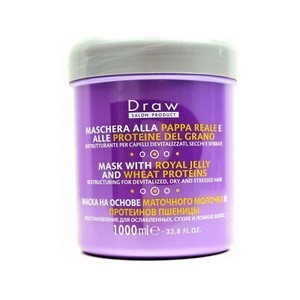 Draw
SALON PRODUCT
MASCHERA ALLA PAPPA REALE E
ALLE PROTEINE DEL GRANO
RISTRUTTURANTE PER CAPELLI DEVITALIZZATI, SECCHI E SFIBRATI
MASK WITH ROYAL JELLY
AND WHEAT PROTEINS
RESTRUCTURING FOR DEVITALIZED, DRY AND STRESSED HAIR
МАСКА НА ОСНОВЕ МАТОЧНОГО МОЛОЧКА И
ПРОТЕИНОВ ПШЕНИЦЫ
ВОССТАНОВЛЕНИЕ ДЛЯ ОСЛАБЛЕННЫХ, СУХИХ И ЛОМКИХ ВОЛОС
1000 ml ℮ - 33,8 FL.OZ.